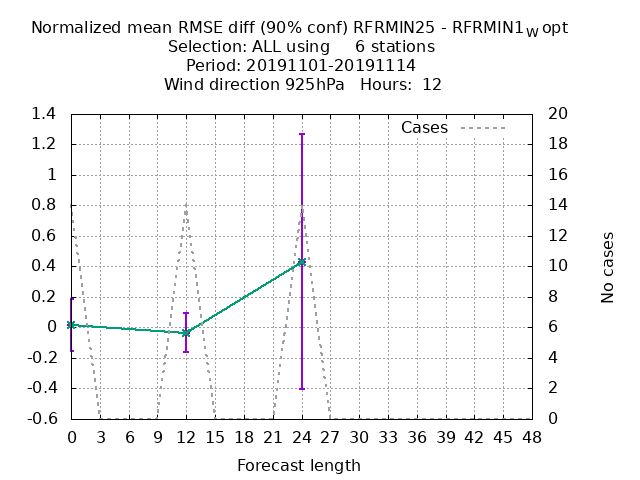 Normalized mean RMSE diff (90% conf) RFRMIN25 - RFRMIN1Wopt
Selection: ALL using 6 stations
Period: 20191101-20191114
Wind direction 925hPa Hours: 12
Cases
1.4
1.2
1
0.8
0.6
0.4
0.2
0
-0.2
-0.4
-0.6
20
18
16
14
12
10
8
6
4
2
0
No cases
0 3 6 9 12 15 18 21 24 27 30 33 36 39 42 45 48
Forecast length